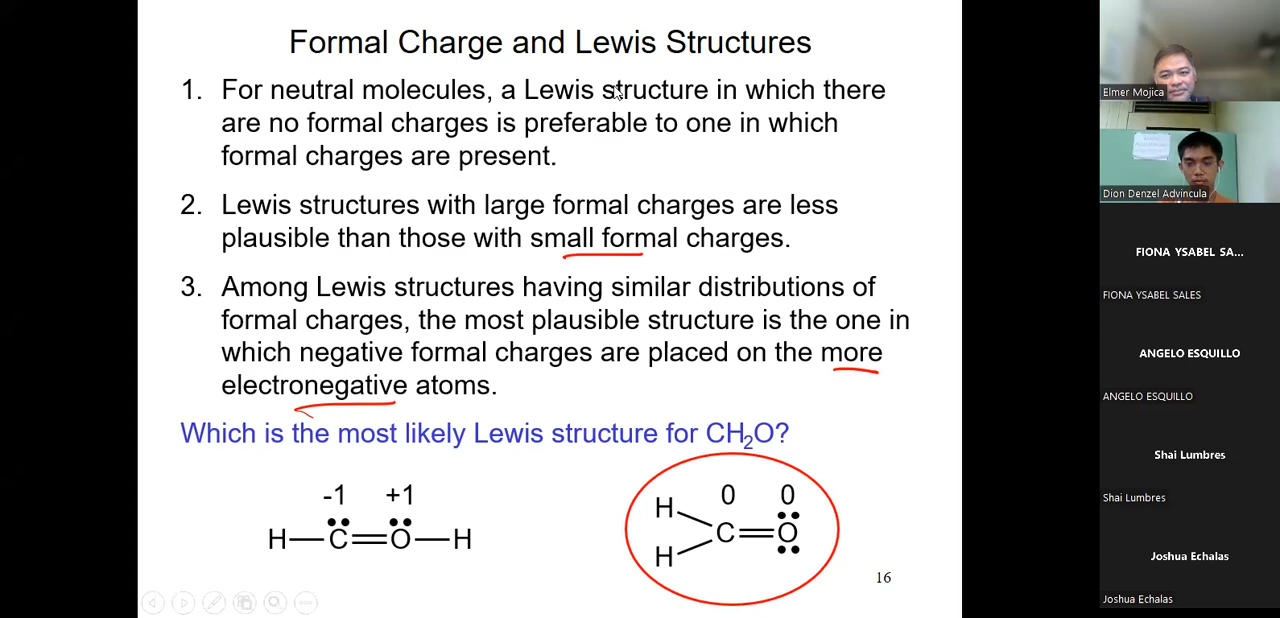 Formal Charge and Lewis Structures
1. For neutral molecules, a Lewis structure in which there
are no formal charges is preferable to one in which
formal charges are present.
2. Lewis structures with large formal charges are less
plausible than those with small formal charges.
3. Among Lewis structures having similar distributions of
formal charges, the most plausible structure is the one in
which negative formal charges are placed on the more
electronegative atoms.
Which is the most likely Lewis structure for CH₂O?
-1 +1
H C O H
H 0 0
C O
H
16
Elmer Mojica
Dion Denzel Advincula
FIONA YSABEL SA...
FIONA YSABEL SALES
ANGELO ESQUILLO
ANGELO ESQUILLO
Shai Lumbres
Shai Lumbres
Joshua Echalas
Joshua Echalas